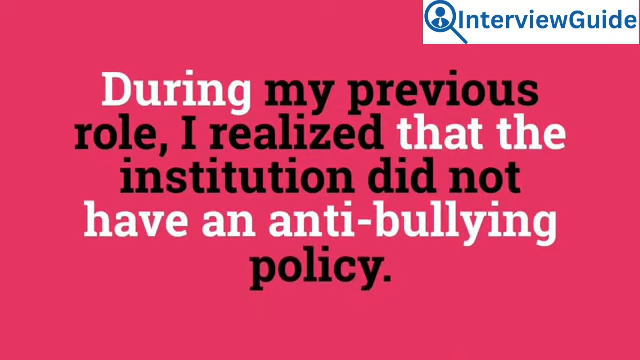 InterviewGuide
During my previous
role, I realized that the
institution did not
have an anti-bullying
policy.